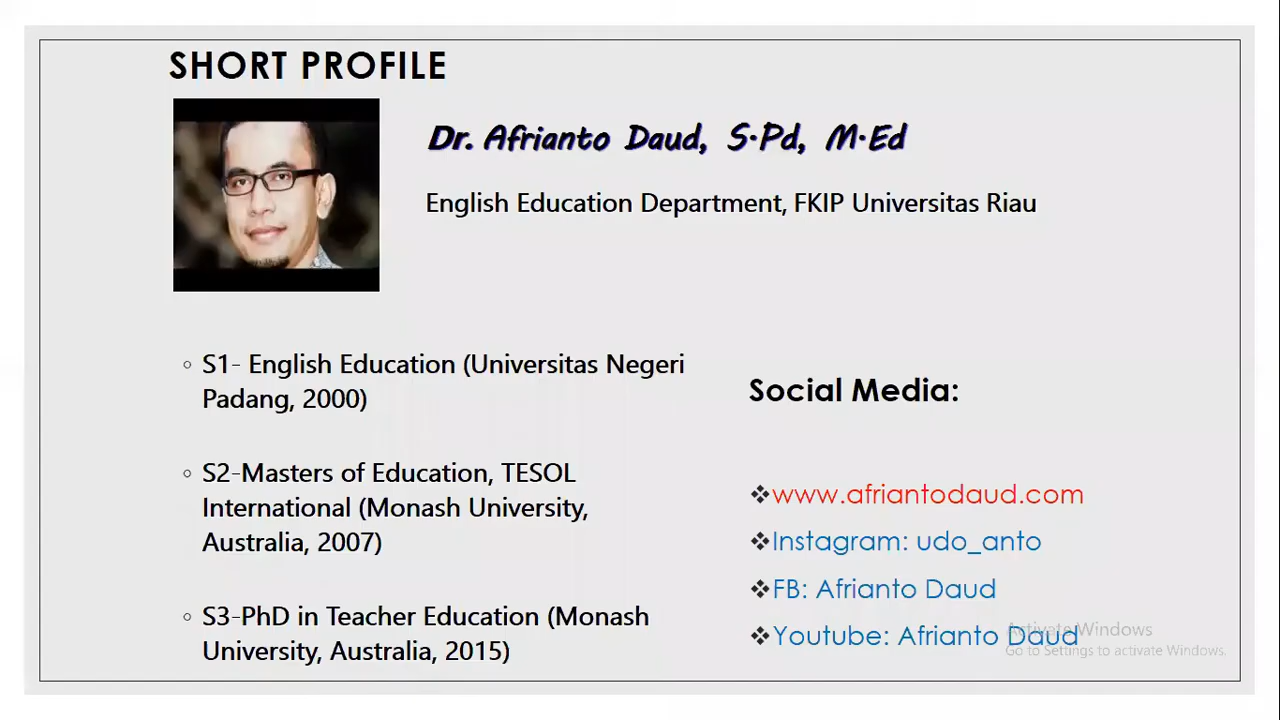 SHORT PROFILE
Dr. Afrianto Daud, S.Pd, M.Ed
English Education Department, FKIP Universitas Riau
S1- English Education (Universitas Negeri
Padang, 2000)
S2-Masters of Education, TESOL
International (Monash University,
Australia, 2007)
S3-PhD in Teacher Education (Monash
University, Australia, 2015)
Social Media:
www.afriantodaud.com
Instagram: udo_anto
FB: Afrianto Daud
Youtube: Afrianto Daud
Activate Windows
Go to Settings to activate Windows.